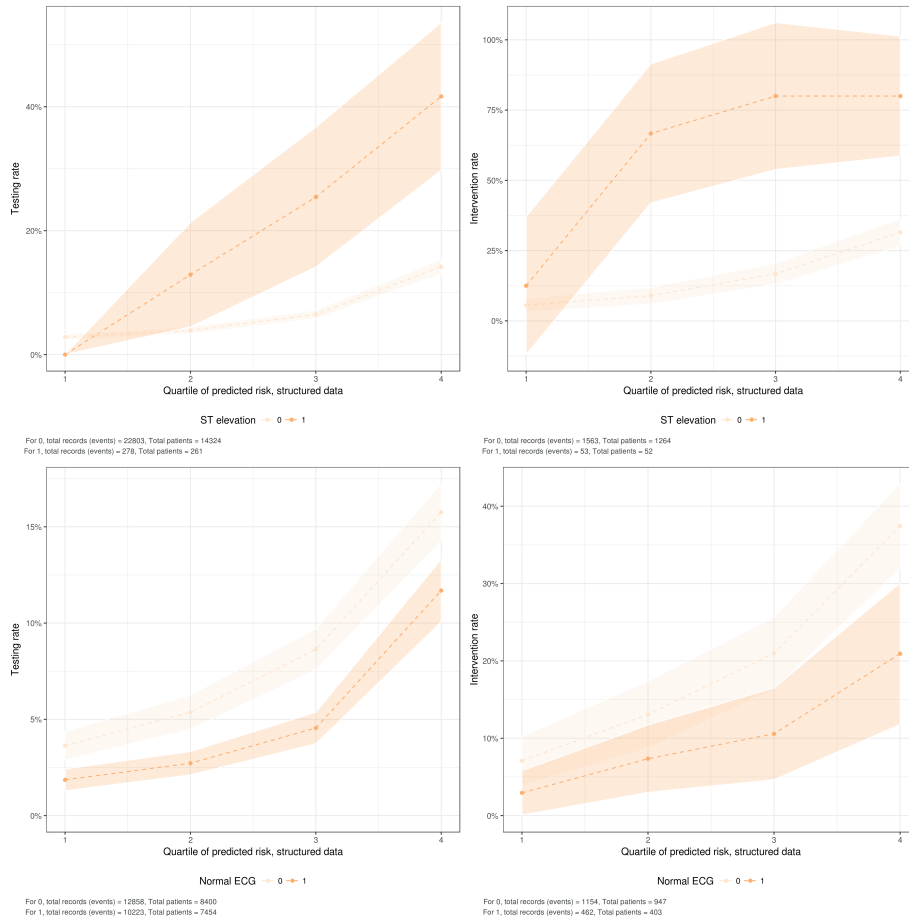 40%
20%
0%
Testing rate
1 2 3 4
Quartile of predicted risk, structured data
ST elevation 0 1
For 0, total records (events) = 22803, Total patients = 14324
For 1, total records (events) = 278, Total patients = 261
100%
75%
50%
25%
0%
Intervention rate
1 2 3 4
Quartile of predicted risk, structured data
ST elevation 0 1
For 0, total records (events) = 1563, Total patients = 1264
For 1, total records (events) = 53, Total patients = 52
15%
10%
5%
0%
Testing rate
1 2 3 4
Quartile of predicted risk, structured data
Normal ECG 0 1
For 0, total records (events) = 12858, Total patients = 8400
For 1, total records (events) = 10223, Total patients = 7454
40%
30%
20%
10%
0%
Intervention rate
1 2 3 4
Quartile of predicted risk, structured data
Normal ECG 0 1
For 0, total records (events) = 1154, Total patients = 947
For 1, total records (events) = 462, Total patients = 403